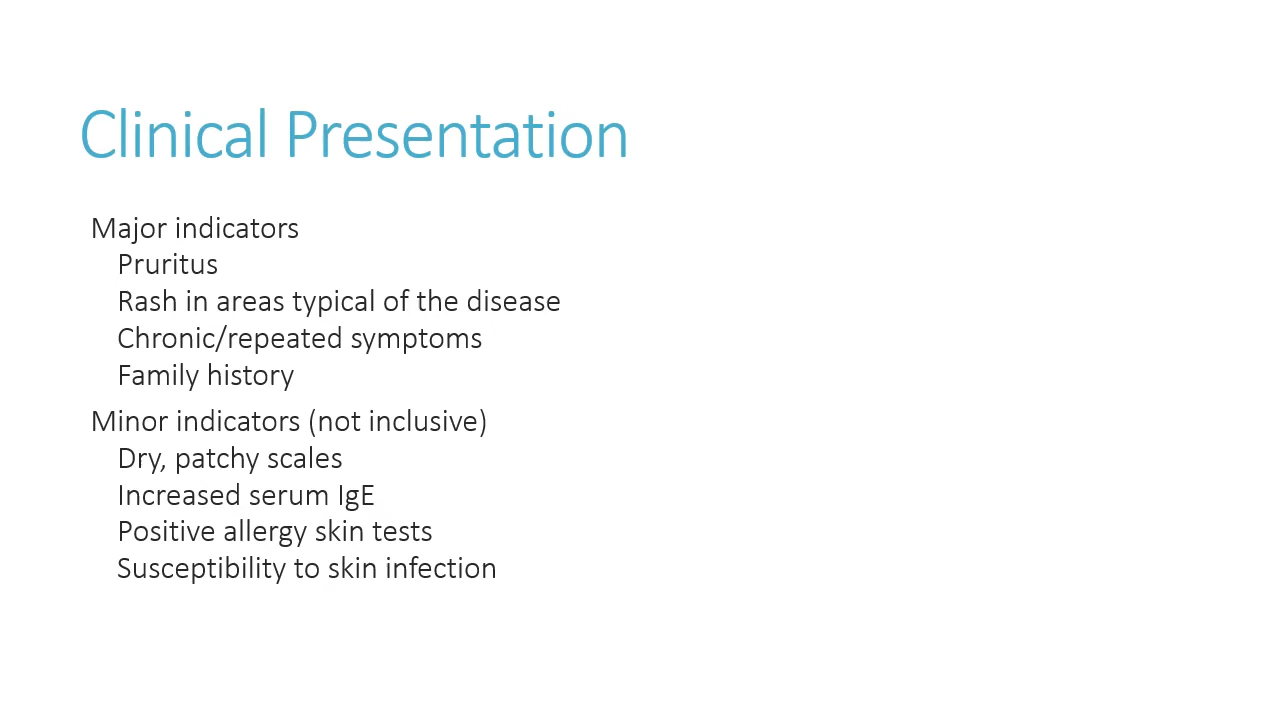 Clinical Presentation
Major indicators
Pruritus
Rash in areas typical of the disease
Chronic/repeated symptoms
Family history
Minor indicators (not inclusive)
Dry, patchy scales
Increased serum IgE
Positive allergy skin tests
Susceptibility to skin infection